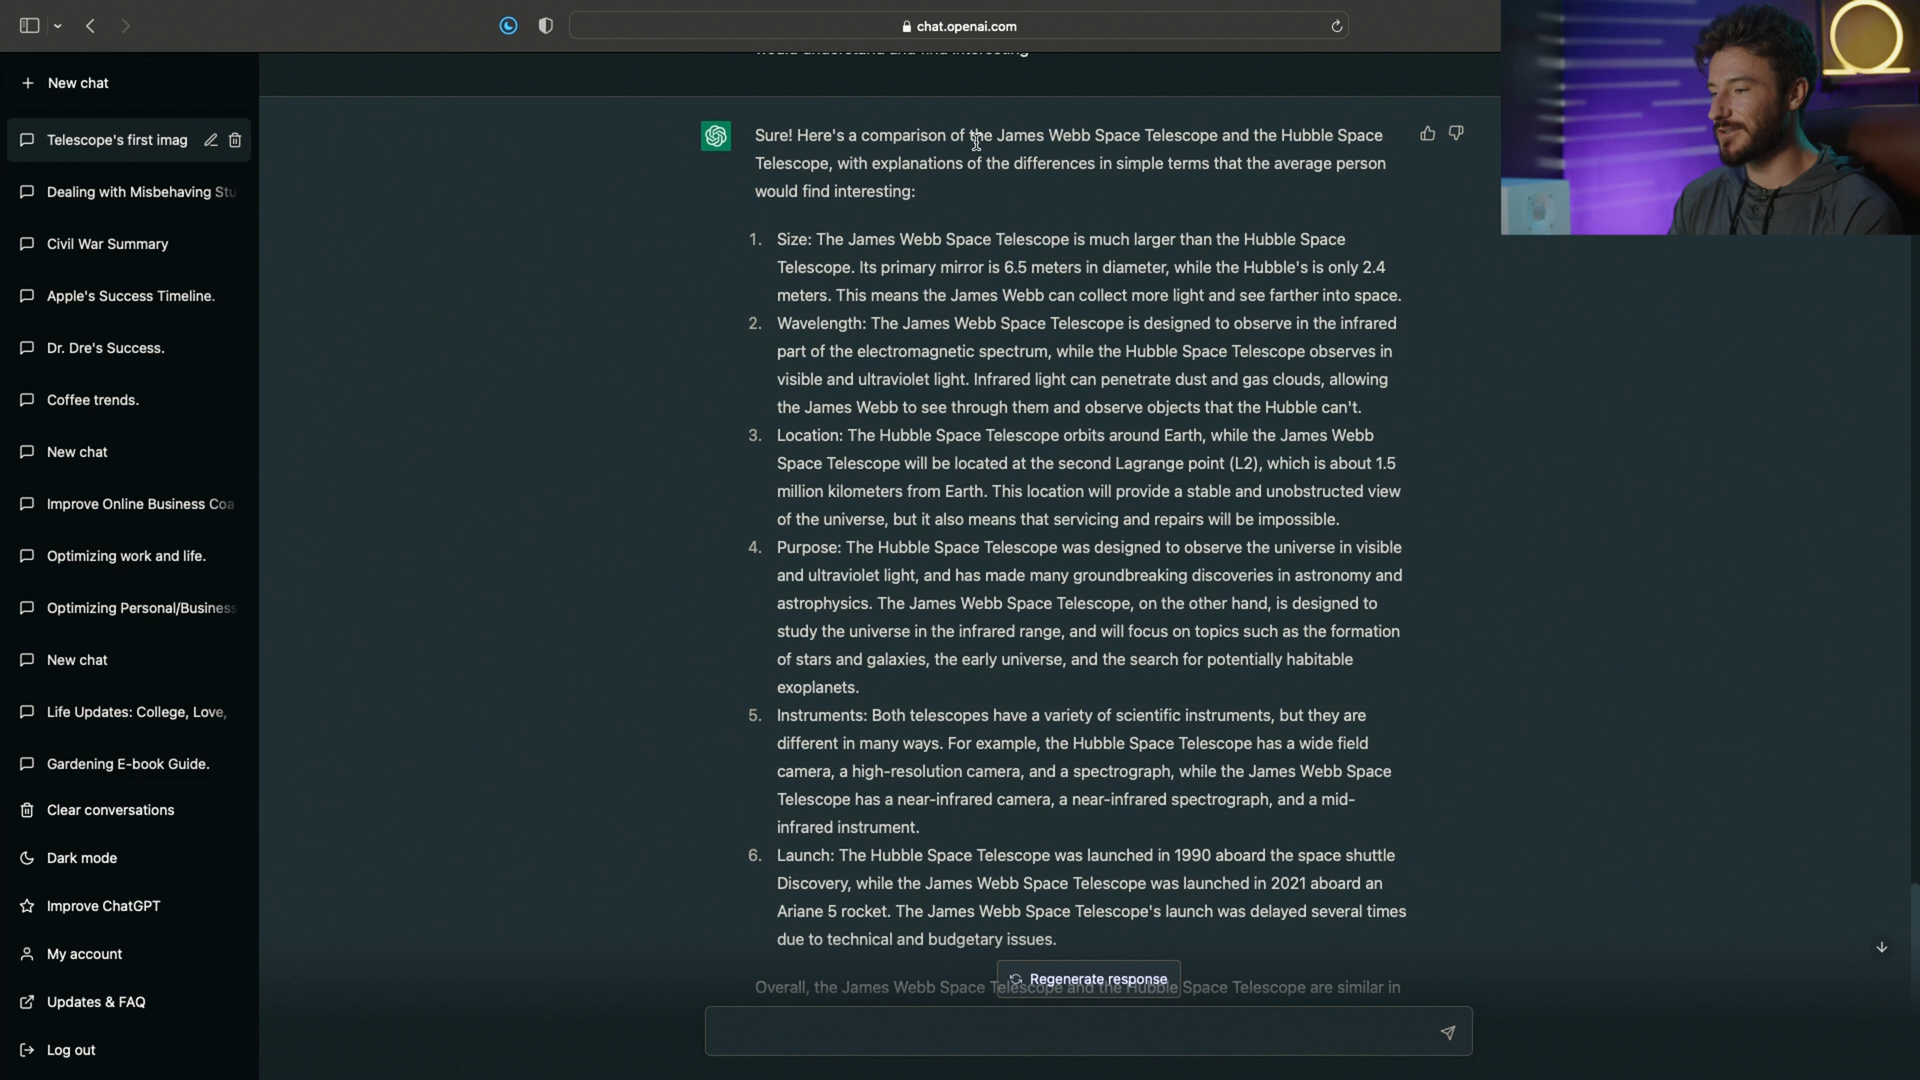 chat.openai.com
would understand and find interesting
New chat
Telescope's first imag
Dealing with Misbehaving Stu
Civil War Summary
Apple's Success Timeline.
Dr. Dre's Success.
Coffee trends.
New chat
Improve Online Business Coa
Optimizing work and life.
Optimizing Personal/Business
New chat
Life Updates: College, Love,
Gardening E-book Guide.
Clear conversations
Dark mode
Improve ChatGPT
My account
Updates & FAQ
Log out
Sure! Here's a comparison of the James Webb Space Telescope and the Hubble Space
Telescope, with explanations of the differences in simple terms that the average person
would find interesting:
1. Size: The James Webb Space Telescope is much larger than the Hubble Space
Telescope. Its primary mirror is 6.5 meters in diameter, while the Hubble's is only 2.4
meters. This means the James Webb can collect more light and see farther into space.
2. Wavelength: The James Webb Space Telescope is designed to observe in the infrared
part of the electromagnetic spectrum, while the Hubble Space Telescope observes in
visible and ultraviolet light. Infrared light can penetrate dust and gas clouds, allowing
the James Webb to see through them and observe objects that the Hubble can't.
3. Location: The Hubble Space Telescope orbits around Earth, while the James Webb
Space Telescope will be located at the second Lagrange point (L2), which is about 1.5
million kilometers from Earth. This location will provide a stable and unobstructed view
of the universe, but it also means that servicing and repairs will be impossible.
4. Purpose: The Hubble Space Telescope was designed to observe the universe in visible
and ultraviolet light, and has made many groundbreaking discoveries in astronomy and
astrophysics. The James Webb Space Telescope, on the other hand, is designed to
study the universe in the infrared range, and will focus on topics such as the formation
of stars and galaxies, the early universe, and the search for potentially habitable
exoplanets.
5. Instruments: Both telescopes have a variety of scientific instruments, but they are
different in many ways. For example, the Hubble Space Telescope has a wide field
camera, a high-resolution camera, and a spectrograph, while the James Webb Space
Telescope has a near-infrared camera, a near-infrared spectrograph, and a mid-
infrared instrument.
6. Launch: The Hubble Space Telescope was launched in 1990 aboard the space shuttle
Discovery, while the James Webb Space Telescope was launched in 2021 aboard an
Ariane 5 rocket. The James Webb Space Telescope's launch was delayed several times
due to technical and budgetary issues.
Regenerate response
Overall, the James Webb Space Telescope and the Hubble Space Telescope are similar in